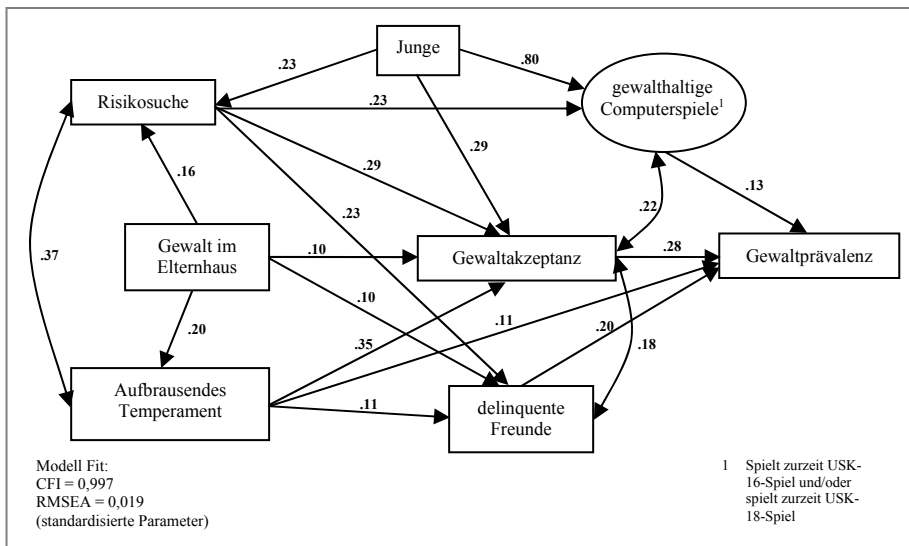 Junge
.23
.80
Risikosuche
.23
gewalthaltige
Computerspiele1
.16
.29
.29
.13
.23
.22
.37
Gewalt im
Elternhaus
.10
Gewaltakzeptanz
.28
Gewaltprävalenz
.10
.11
.20
.20
.35
.18
Aufbrausendes
Temperament
.11
delinquente
Freunde
Modell Fit:
CFI = 0,997
RMSEA = 0,019
(standardisierte Parameter)
1 Spielt zurzeit USK-
16-Spiel und/oder
spielt zurzeit USK-
18-Spiel